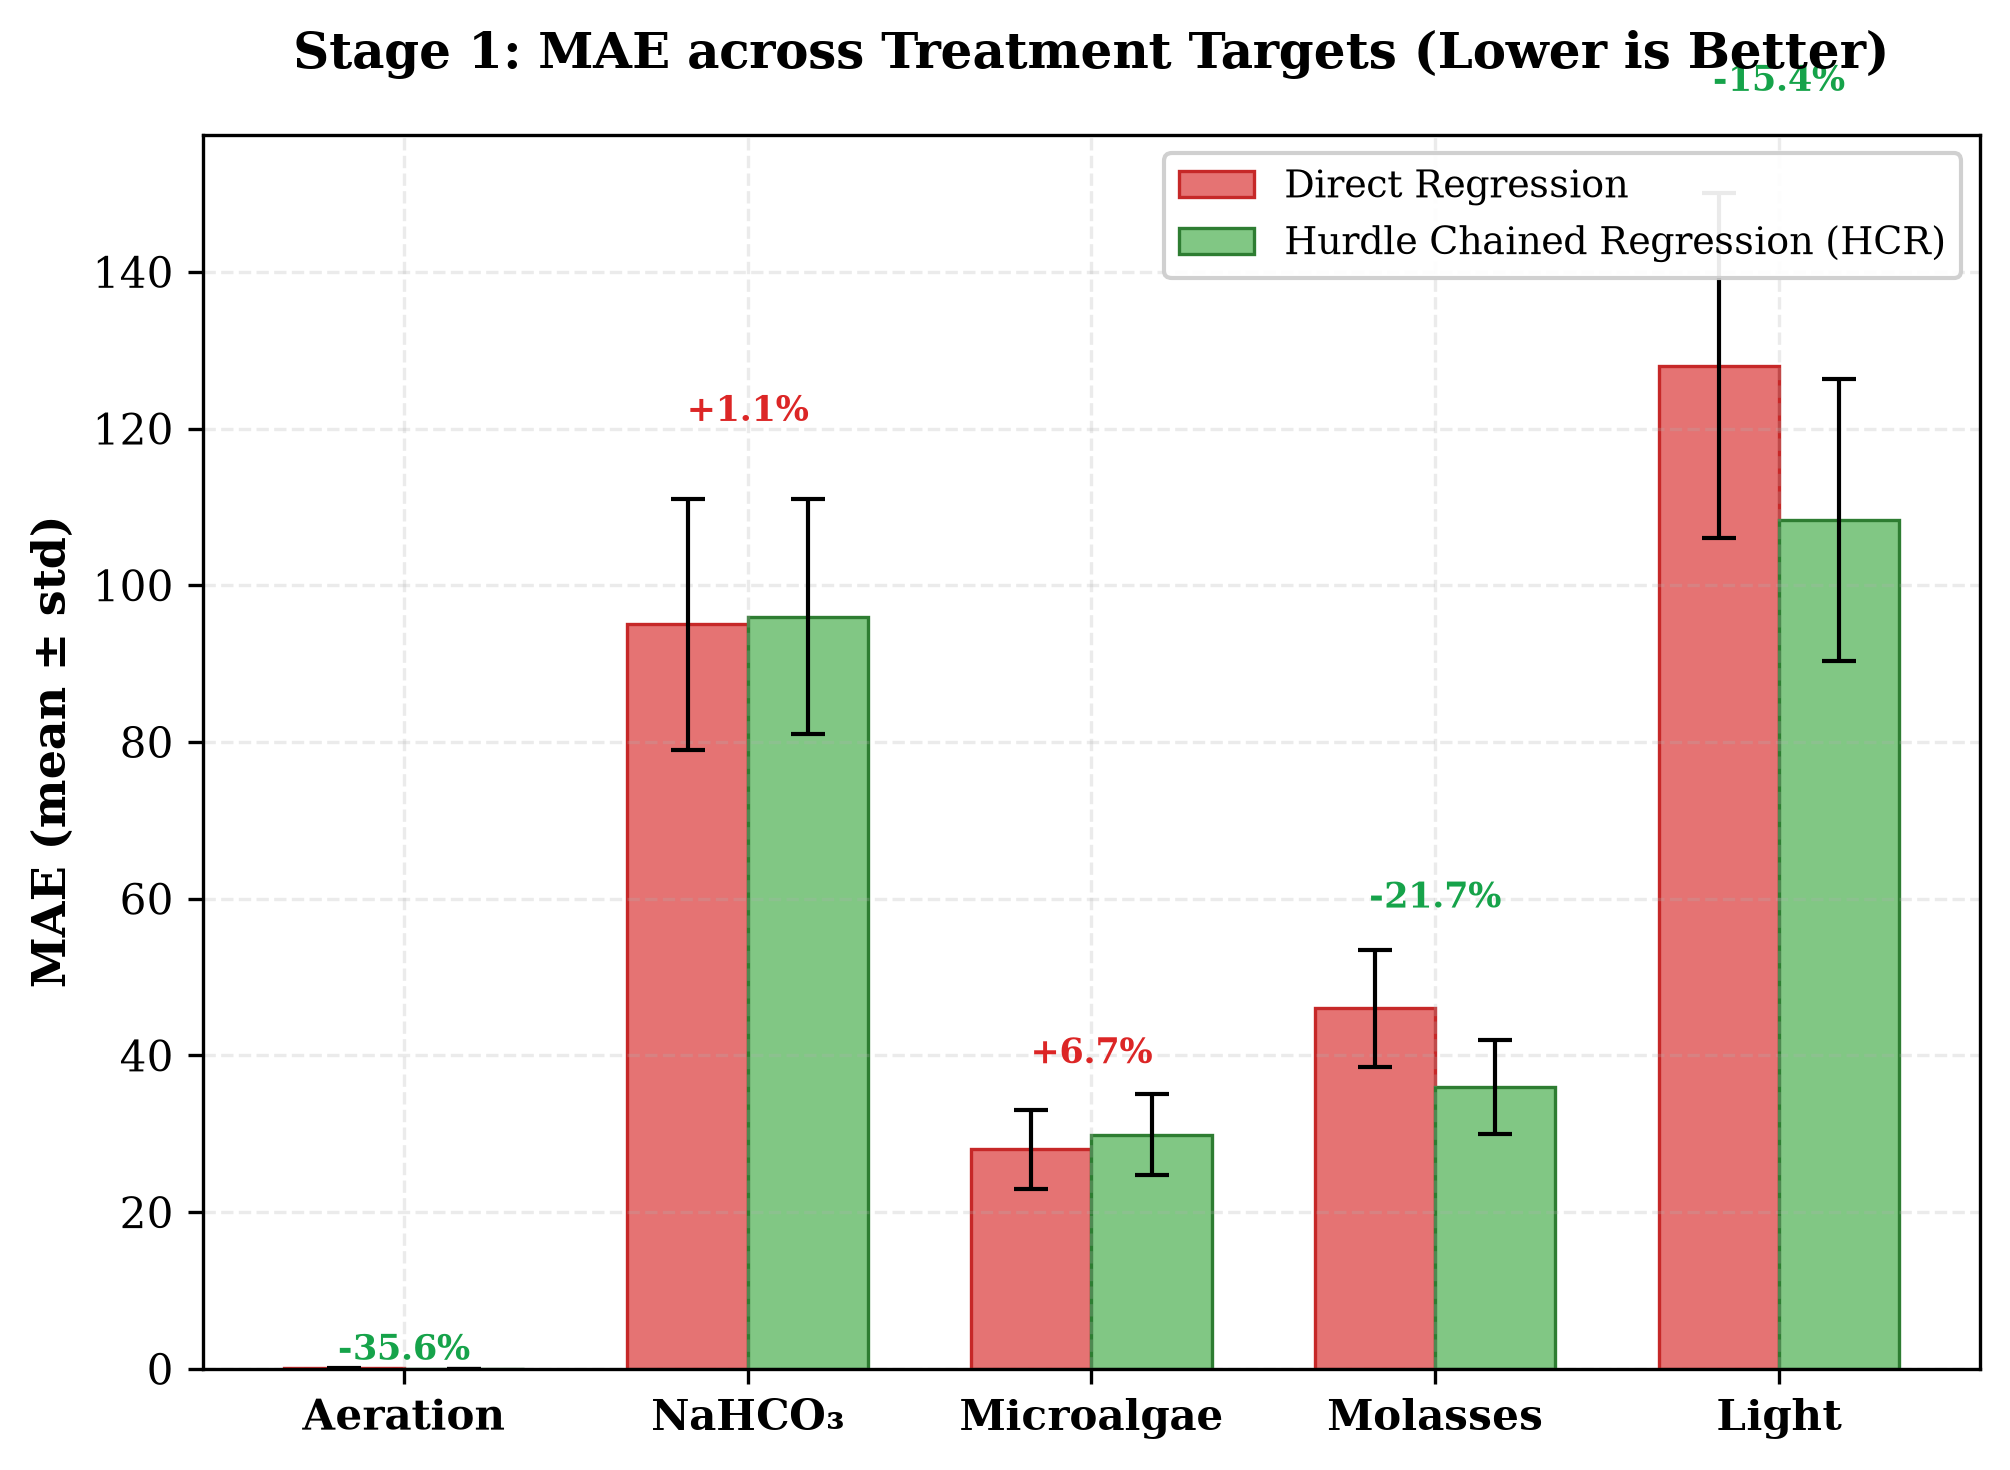 Stage 1: MAE across Treatment Targets (Lower is Better)
-15.4%
Direct Regression
Hurdle Chained Regression (HCR)
140
120
100
80
60
40
20
0
MAE (mean ± std)
+1.1%
-21.7%
+6.7%
-35.6%
Aeration
NaHCO₃
Microalgae
Molasses
Light